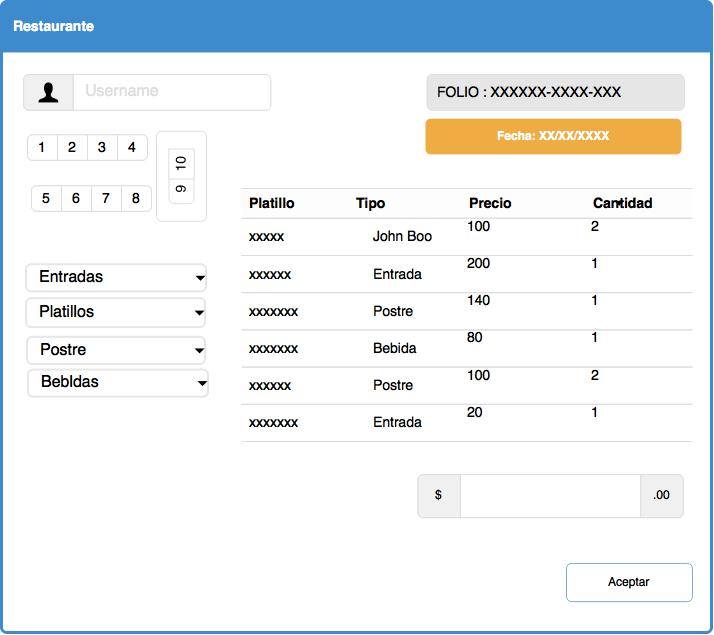 Restaurante
Username
FOLIO : XXXXXX-XXXX-XXX
Fecha: XX/XX/XXXX
1 2 3 4
9 10
5 6 7 8
Platillo Tipo Precio Cantidad
xxxxx John Boo 100 2
xxxxxx Entrada 200 1
xxxxxxx Postre 140 1
xxxxxxx Bebida 80 1
xxxxxx Postre 100 2
xxxxxxx Entrada 20 1
Entradas
Platillos
Postre
BebIdas
$ .00
Aceptar